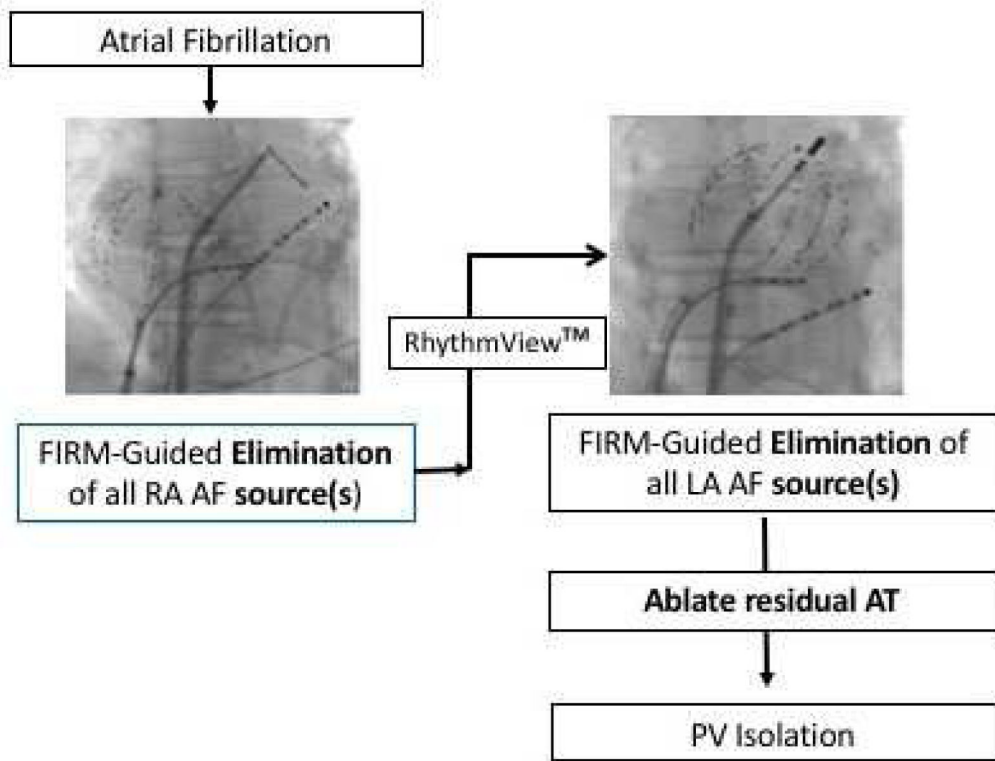 Atrial Fibrillation
RhythmView™
FIRM-Guided Elimination
of all RA AF source(s)
FIRM-Guided Elimination of
all LA AF source(s)
Ablate residual AT
PV Isolation